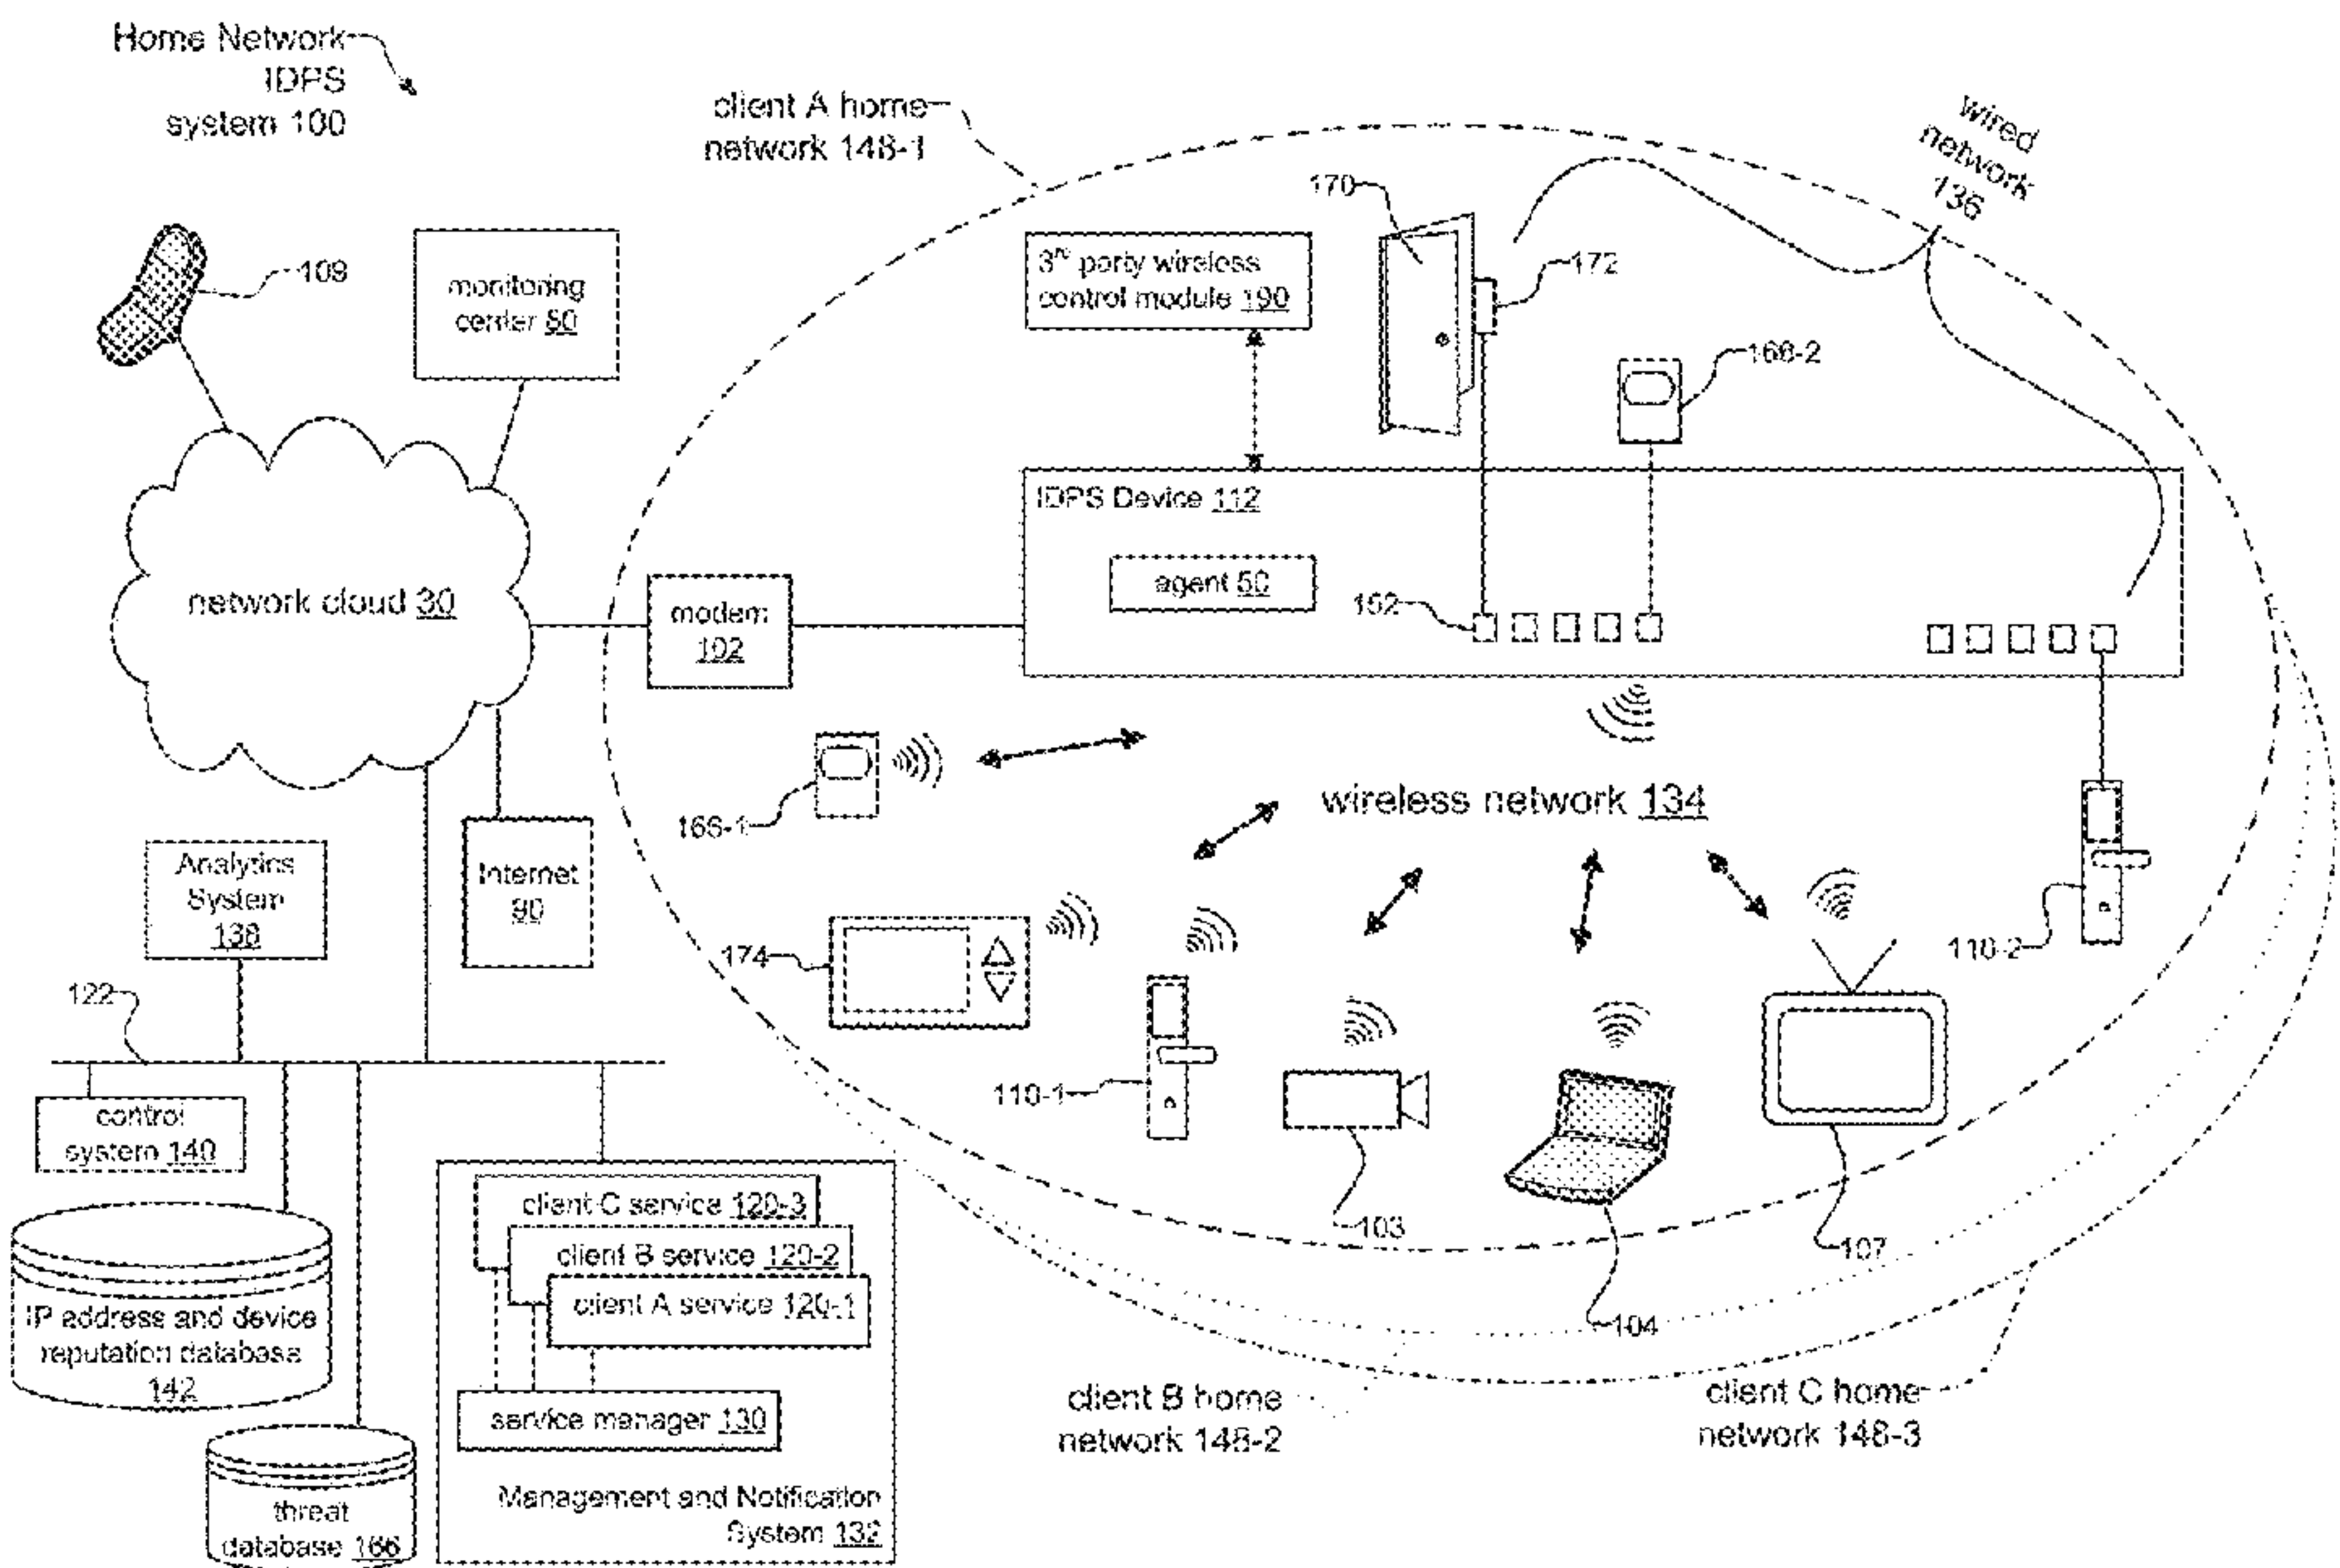 Home Network
IDPS
system 100
client A home
network 148-1
wired
network
136
109
monitoring
center 60
170
3rd party wireless
control module 190
172
168-2
IDPS Device 112
agent 50
152
network cloud 30
modem
102
wireless network 134
168-1
Analytics
System
138
Internet
90
174
110-1
110-2
122
control
system 140
103
104
107
client C service 120-3
client B service 120-2
client A service 120-1
service manager 130
Management and Notification
System 132
IP address and device
reputation database
142
threat
database 166
client B home
network 148-2
client C home
network 148-3